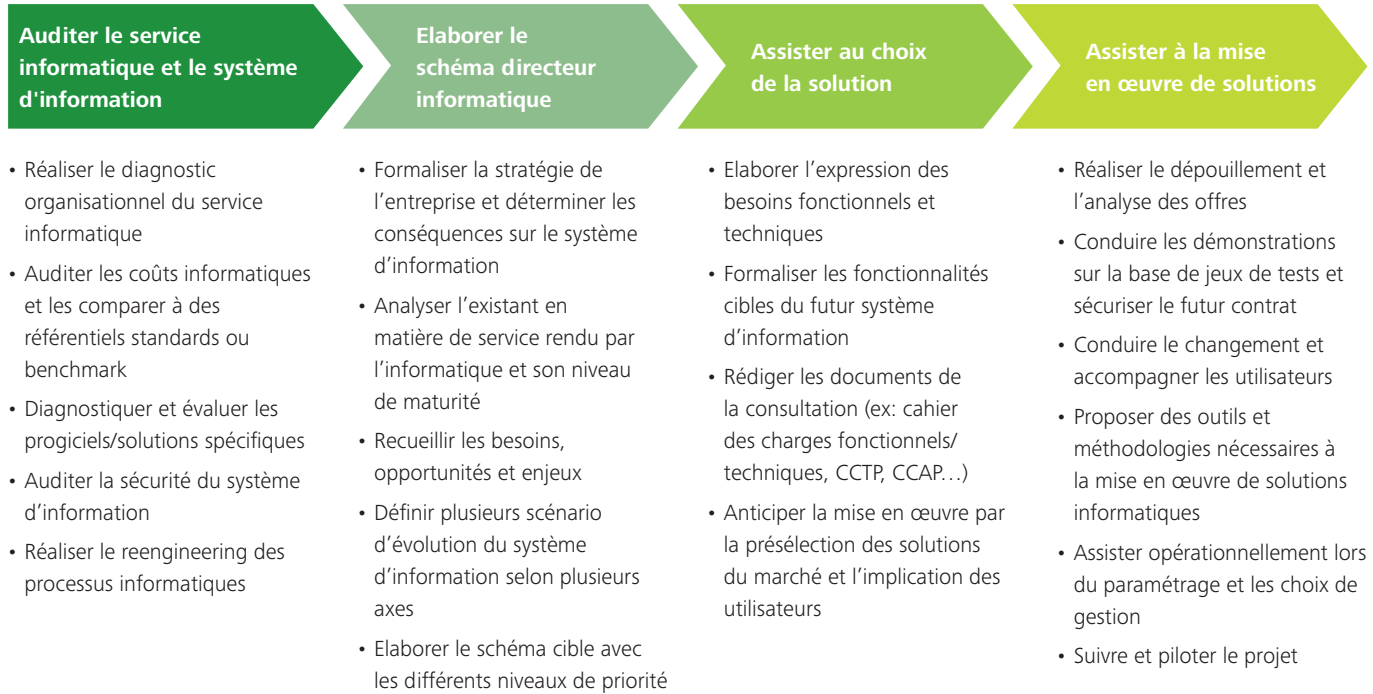 Auditer le service
informatique et le système
d'information
Elaborer le
schéma directeur
informatique
Assister au choix
de la solution
Assister à la mise
en œuvre de solutions
• Réaliser le diagnostic
organisationnel du service
informatique
• Auditer les coûts informatiques
et les comparer à des
référentiels standards ou
benchmark
• Diagnostiquer et évaluer les
progiciels/solutions spécifiques
• Auditer la sécurité du système
d’information
• Réaliser le reengineering des
processus informatiques
• Formaliser la stratégie de
l’entreprise et déterminer les
conséquences sur le système
d’information
• Analyser l’existant en
matière de service rendu par
l’informatique et son niveau
de maturité
• Recueillir les besoins,
opportunités et enjeux
• Définir plusieurs scénario
d’évolution du système
d’information selon plusieurs
axes
• Elaborer le schéma cible avec
les différents niveaux de priorité
• Elaborer l’expression des
besoins fonctionnels et
techniques
• Formaliser les fonctionnalités
cibles du futur système
d’information
• Rédiger les documents de
la consultation (ex: cahier
des charges fonctionnels/
techniques, CCTP, CCAP…)
• Anticiper la mise en œuvre par
la présélection des solutions
du marché et l’implication des
utilisateurs
• Réaliser le dépouillement et
l’analyse des offres
• Conduire les démonstrations
sur la base de jeux de tests et
sécuriser le futur contrat
• Conduire le changement et
accompagner les utilisateurs
• Proposer des outils et
méthodologies nécessaires à
la mise en œuvre de solutions
informatiques
• Assister opérationnellement lors
du paramétrage et les choix de
gestion
• Suivre et piloter le projet